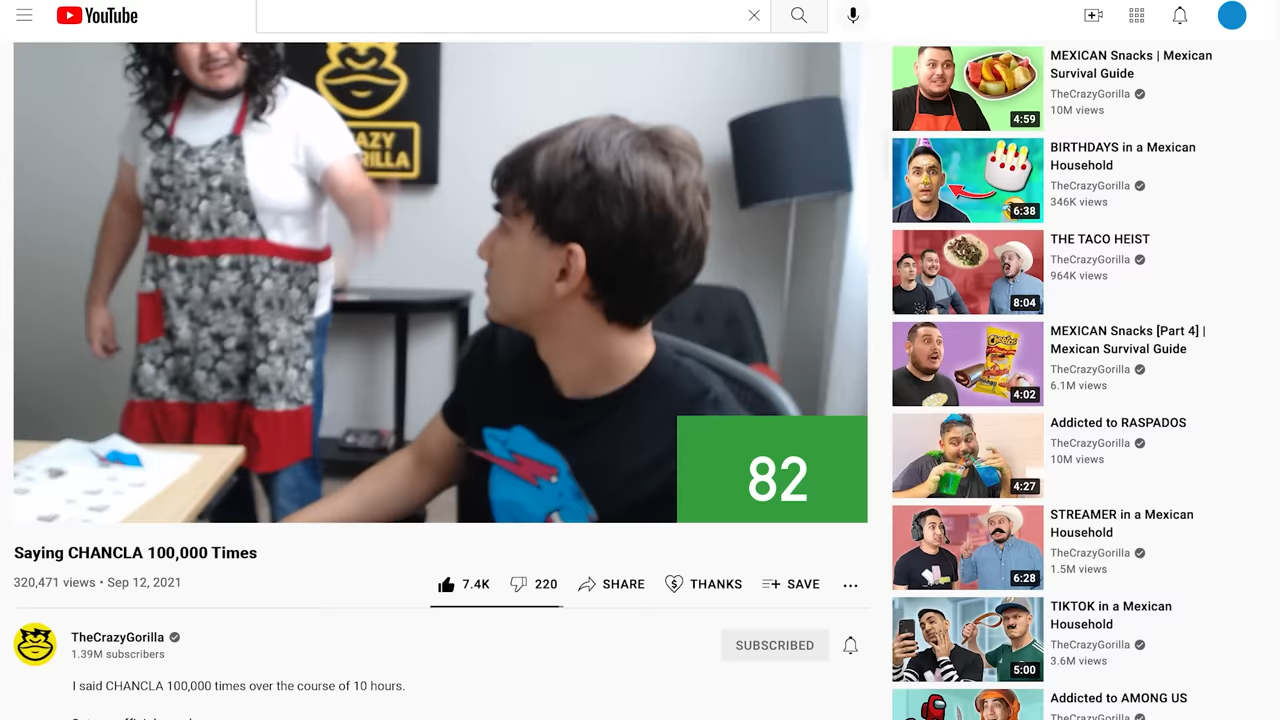 YouTube
AZY
RILLA
82
Saying CHANCLA 100,000 Times
320,471 views • Sep 12, 2021
7.4K
220
SHARE
THANKS
SAVE
TheCrazyGorilla
1.39M subscribers
SUBSCRIBED
I said CHANCLA 100,000 times over the course of 10 hours.
4:59
MEXICAN Snacks | Mexican
Survival Guide
TheCrazyGorilla
10M views
6:38
BIRTHDAYS in a Mexican
Household
TheCrazyGorilla
346K views
8:04
THE TACO HEIST
TheCrazyGorilla
964K views
Cheetos
4:02
MEXICAN Snacks [Part 4] |
Mexican Survival Guide
TheCrazyGorilla
6.1M views
4:27
Addicted to RASPADOS
TheCrazyGorilla
10M views
6:28
STREAMER in a Mexican
Household
TheCrazyGorilla
1.5M views
5:00
TIKTOK in a Mexican
Household
TheCrazyGorilla
3.6M views
Addicted to AMONG US
TheCrazyGorilla